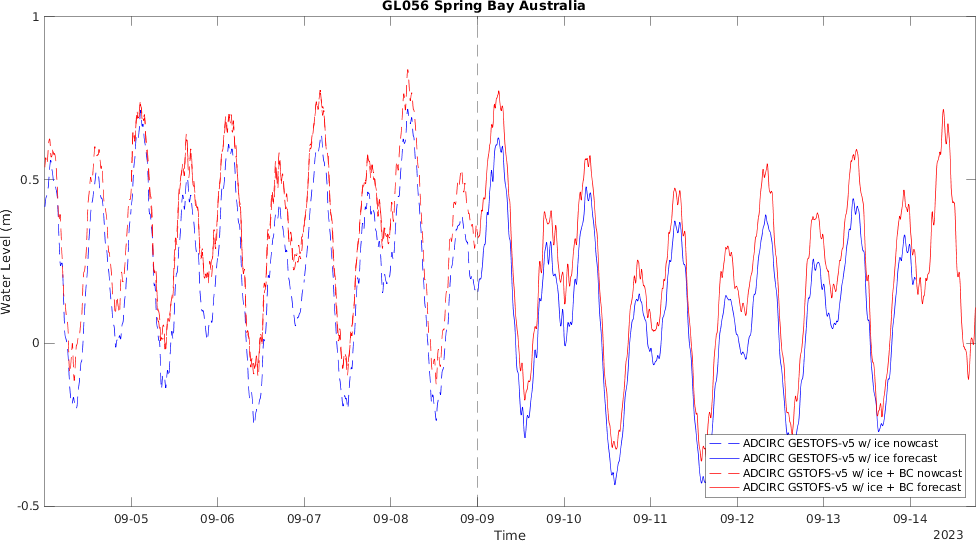 GL056 Spring Bay Australia
1
0.5
0
-0.5
Water Level (m)
ADCIRC GESTOFS-v5 w/ ice nowcast
ADCIRC GESTOFS-v5 w/ ice forecast
ADCIRC GSTOFS-v5 w/ ice + BC nowcast
ADCIRC GSTOFS-v5 w/ ice + BC forecast
09-05 09-06 09-07 09-08 09-09 09-10 09-11 09-12 09-13 09-14
Time
2023